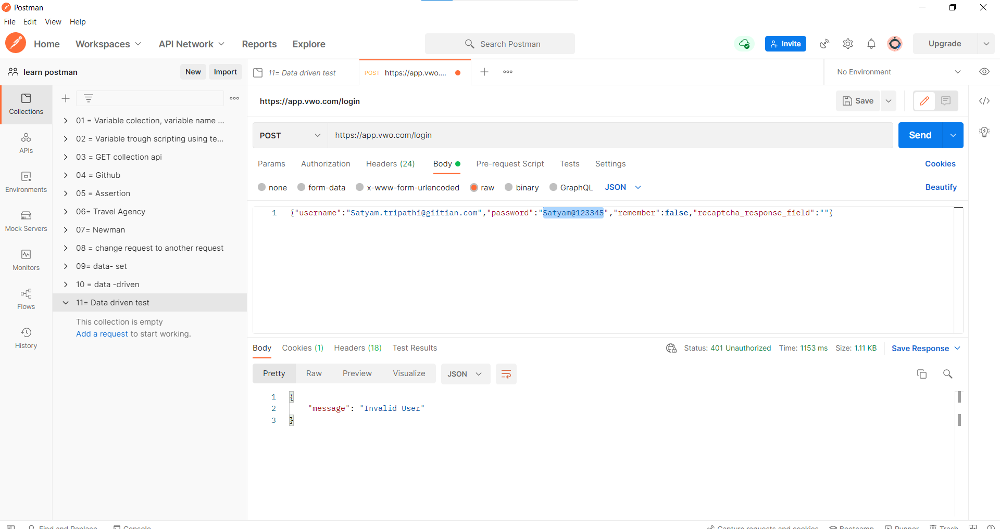 Postman
File Edit View Help
Home Workspaces API Network Reports Explore Search Postman Invite Upgrade
learn postman New Import 11= Data driven test POST https://app.vwo.... No Environment
Collections
APIs
Environments
Mock Servers
Monitors
Flows
History
01 = Variable colection, variable name ...
02 = Variable trough scripting using te...
03 = GET collection api
04 = Github
05 = Assertion
06= Travel Agency
07= Newman
08 = change request to another request
09= data- set
10 = data -driven
11= Data driven test
This collection is empty
Add a request to start working.
https://app.vwo.com/login Save
POST https://app.vwo.com/login Send
Params Authorization Headers (24) Body Pre-request Script Tests Settings Cookies
none form-data x-www-form-urlencoded raw binary GraphQL JSON Beautify
1 {"username":"Satyam.tripathi@giitian.com","password":"Satyam@123345","remember":false,"recaptcha_response_field":""}
Body Cookies (1) Headers (18) Test Results Status: 401 Unauthorized Time: 1153 ms Size: 1.11 KB Save Response
Pretty Raw Preview Visualize JSON
1 {
2 "message": "Invalid User"
3 }
Find and Replace Console Capture requests and cookies Bootcamp Runner Trash